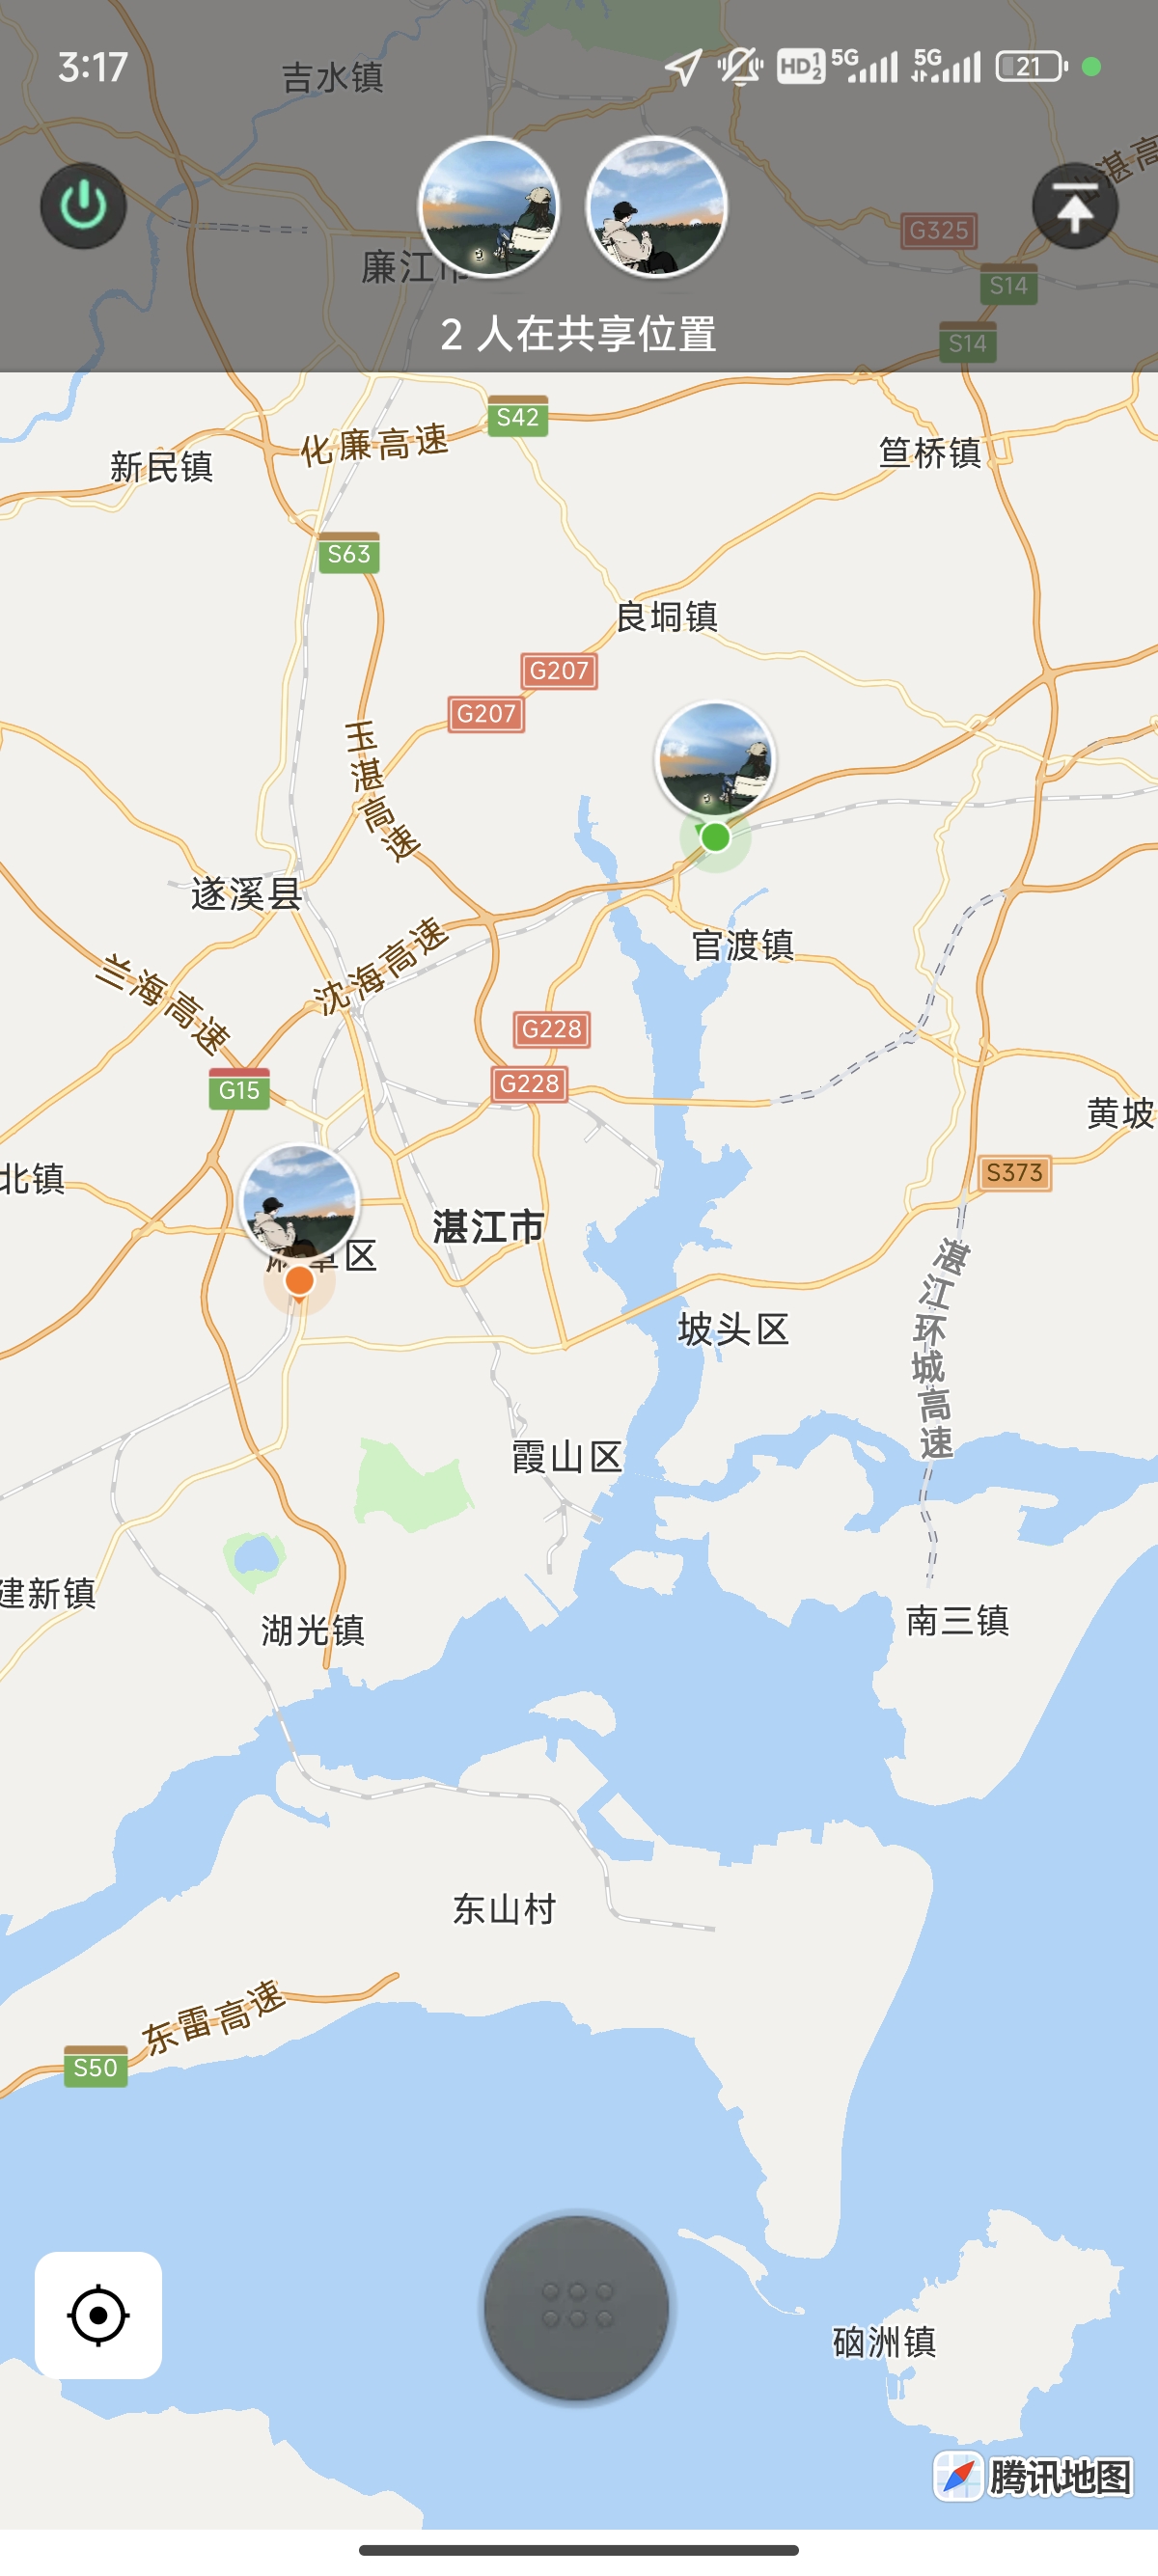 3:17
HD 1 2
5G
5G
21
吉水镇
G325
廉江市
S14
S14
2 人在共享位置
S42
化廉高速
新民镇
笪桥镇
S63
良垌镇
G207
G207
玉湛高速
遂溪县
沈海高速
官渡镇
兰海高速
G228
G228
G15
黄坡
北镇
S373
湛江市
区
湛江环城高速
坡头区
霞山区
建新镇
湖光镇
南三镇
东山村
东雷高速
S50
硇洲镇
腾讯地图